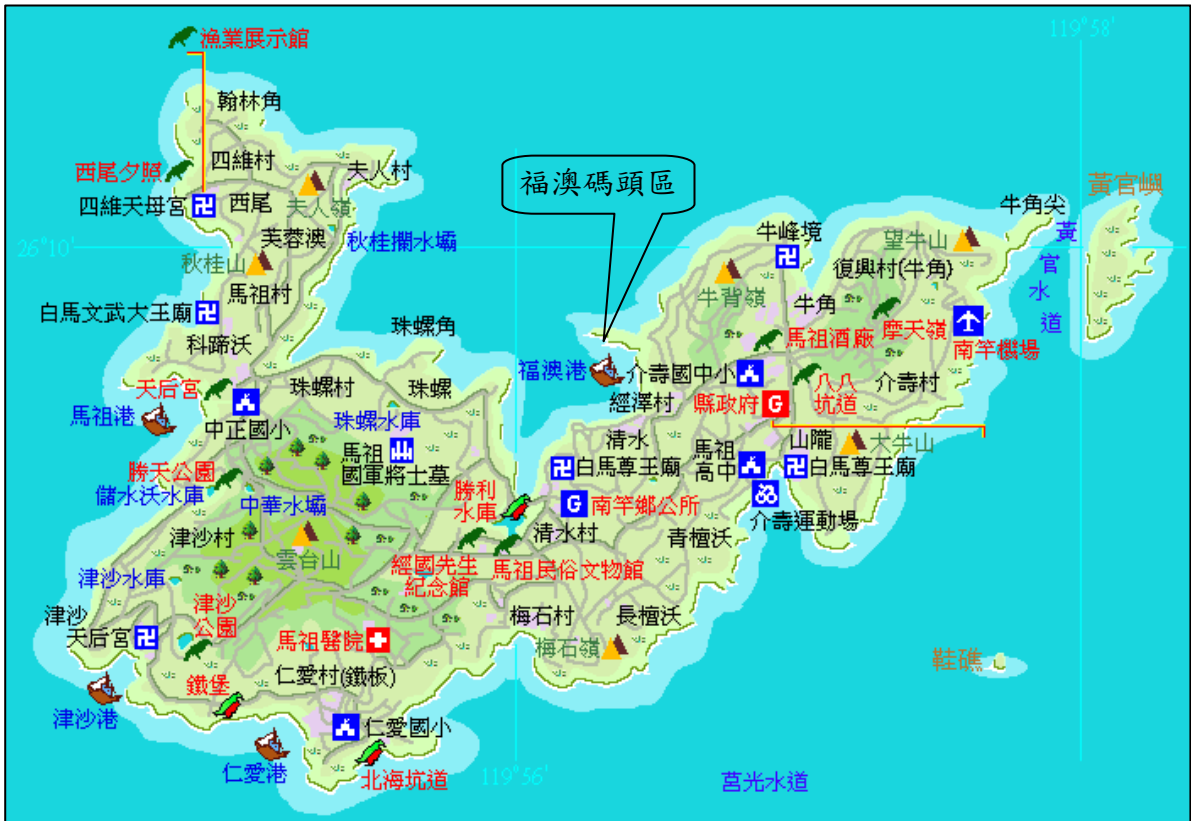 119°58'
漁業展示館
翰林角
四維村
西尾夕照
夫人村
福澳碼頭區
黃官嶼
四維天母宮
西尾
夫人嶺
牛角尖
芙蓉澳
秋桂攔水壩
牛峰境
望牛山
黃官水道
26°10'
秋桂山
牛背嶺
復興村(牛角)
馬祖村
白馬文武大王廟
牛角
珠螺角
馬祖酒廠
摩天嶺
科蹄沃
南竿機場
福澳港
介壽國中小
天后宮
珠螺村
珠螺
八八
坑道
介壽村
馬祖港
經澤村
縣政府
中正國小
珠螺水庫
清水
山隴
大牛山
馬祖
國軍將士墓
馬祖
高中
勝天公園
白馬尊王廟
白馬尊王廟
儲水沃水庫
中華水壩
勝利
水庫
南竿鄉公所
介壽運動場
津沙村
清水村
青檀沃
雲台山
經國先生
紀念館
馬祖民俗文物館
津沙水庫
津沙
公園
梅石村
長檀沃
津沙
天后宮
馬祖醫院
梅石嶺
鞋礁
仁愛村(鐵板)
鐵堡
津沙港
仁愛國小
仁愛港
北海坑道
119°56'
莒光水道